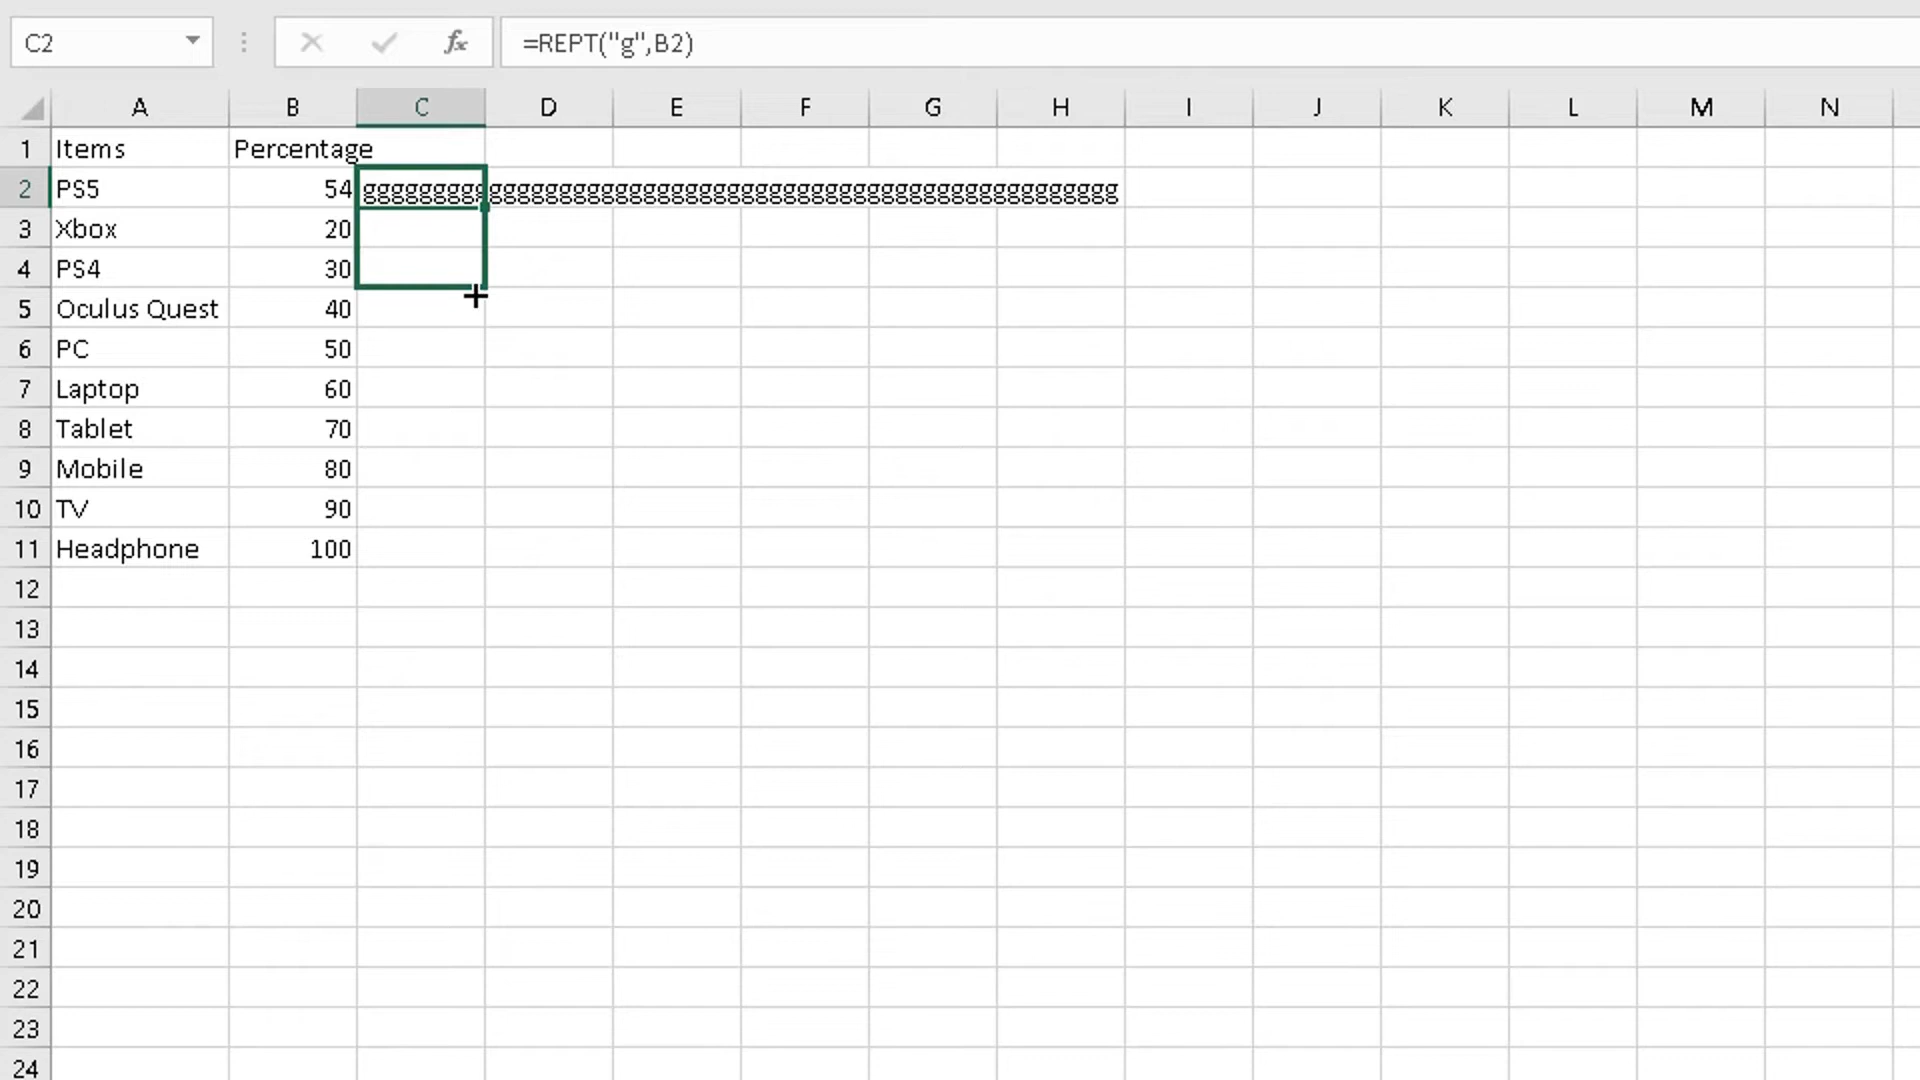 C2 fx =REPT("g",B2)
A B C D E F G H I J K L M N
1 Items Percentage
2 PS5 54 gggggggggggggggggggggggggggggggggggggggggggggggggggggg
3 Xbox 20
4 PS4 30
5 Oculus Quest 40
6 PC 50
7 Laptop 60
8 Tablet 70
9 Mobile 80
10 TV 90
11 Headphone 100
12
13
14
15
16
17
18
19
20
21
22
23
24